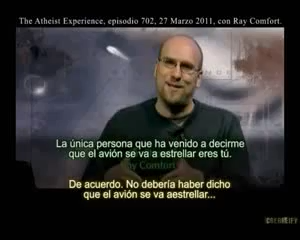 The Atheist Experience, episodio 702, 27 Marzo 2011, con Ray Comfort.
La única persona que ha venido a decirme
que el avión se va a estrellar eres tú.
Ray Comfort
De acuerdo. No debería haber dicho
que el avión se va aestrellar...